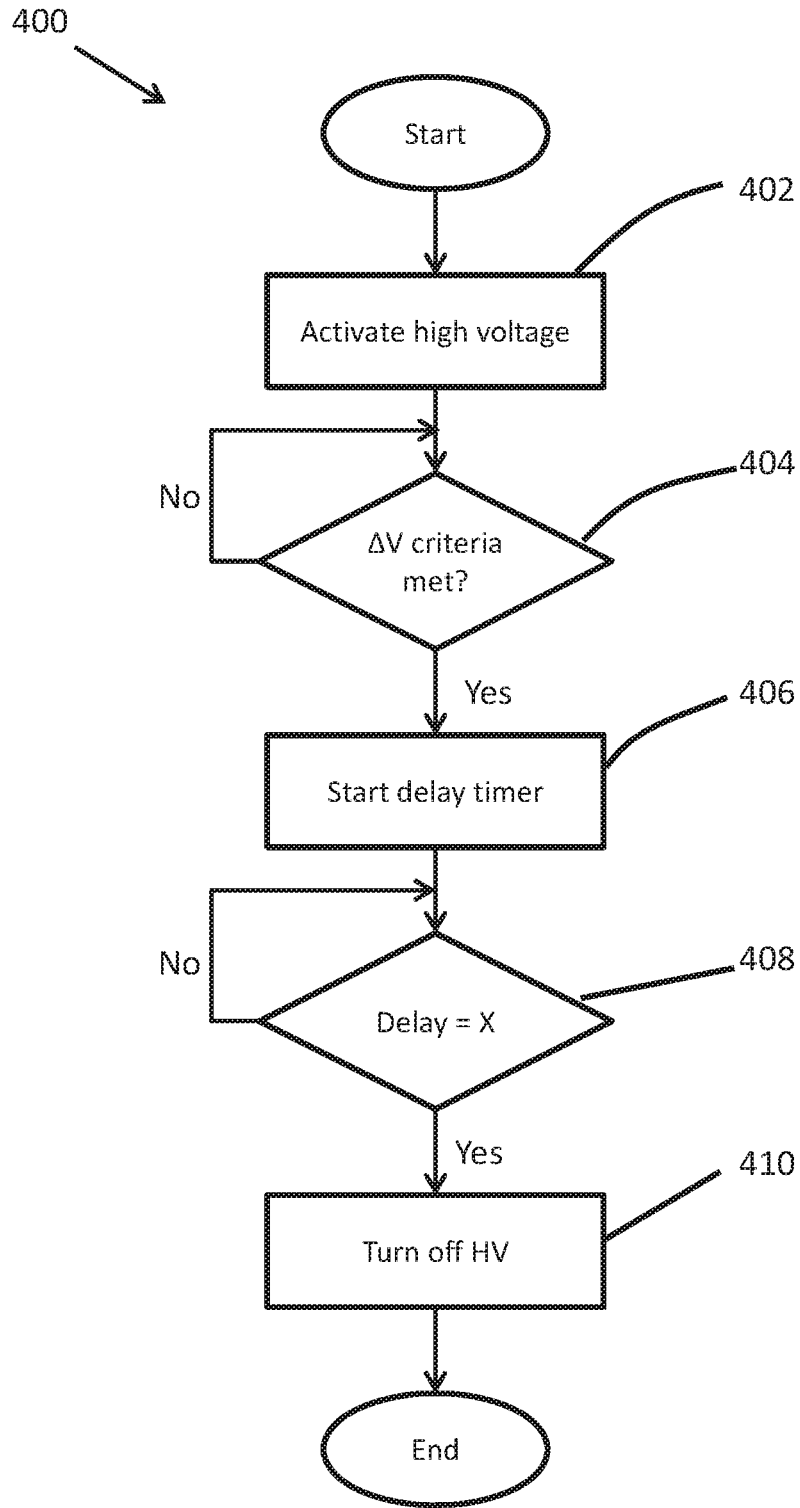 400
Start
402
Activate high voltage
404
No
ΔV criteria
met?
Yes
406
Start delay timer
No
408
Delay = X
Yes
410
Turn off HV
End